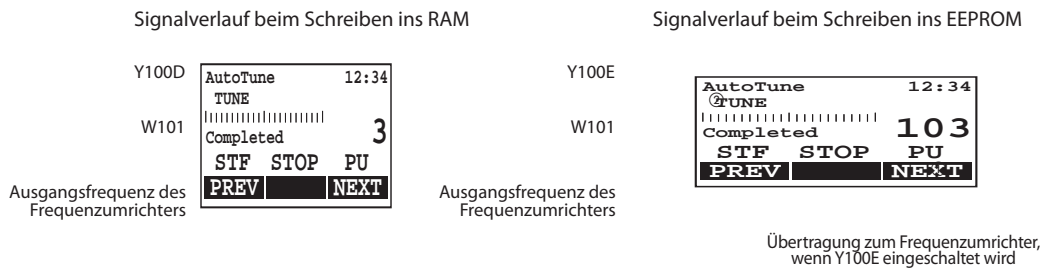 Signalverlauf beim Schreiben ins RAM
Y100D
W101
Ausgangsfrequenz des
Frequenzumrichters
AutoTune 12:34
TUNE
Completed 3
STF STOP PU
PREV NEXT
Signalverlauf beim Schreiben ins EEPROM
Y100E
W101
Ausgangsfrequenz des
Frequenzumrichters
AutoTune 12:34
②TUNE
Completed 103
STF STOP PU
PREV NEXT
Übertragung zum Frequenzumrichter,
wenn Y100E eingeschaltet wird